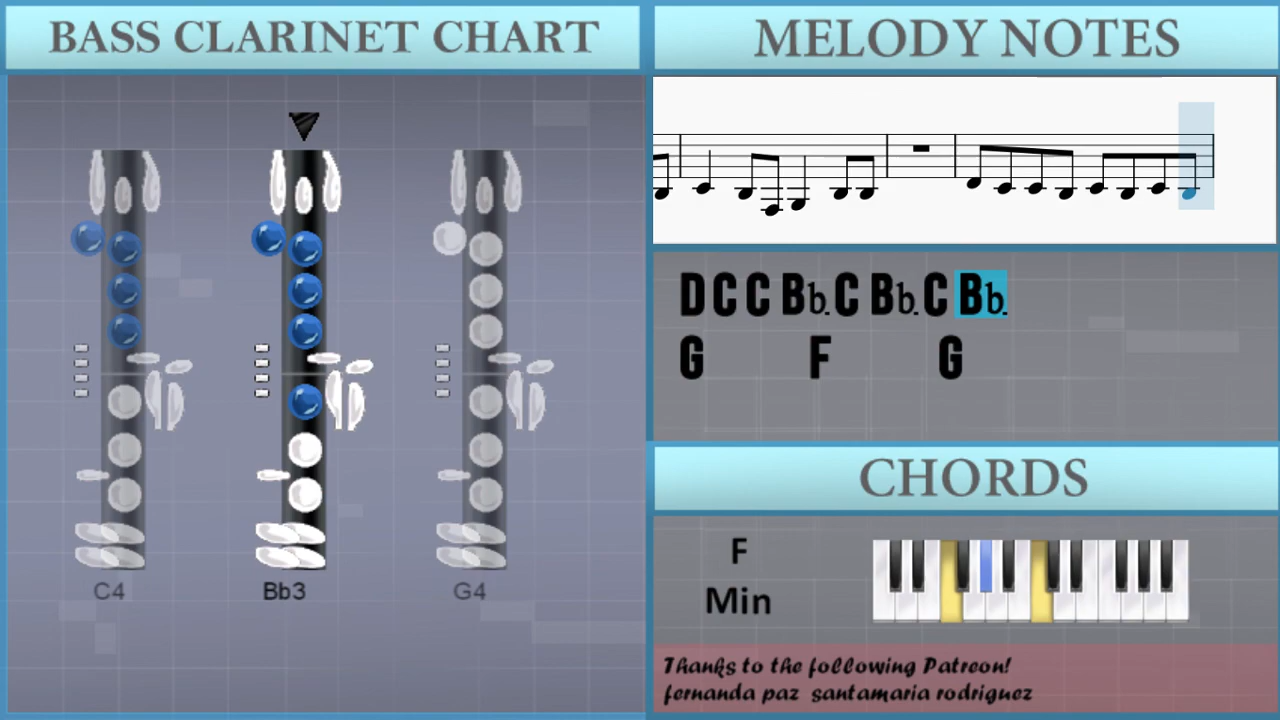 BASS CLARINET CHART
C4
Bb3
G4
MELODY NOTES
D C C Bb. C Bb. C Bb.
G F G
CHORDS
F
Min
Thanks to the following Patreon!
fernanda paz santamaria rodriguez